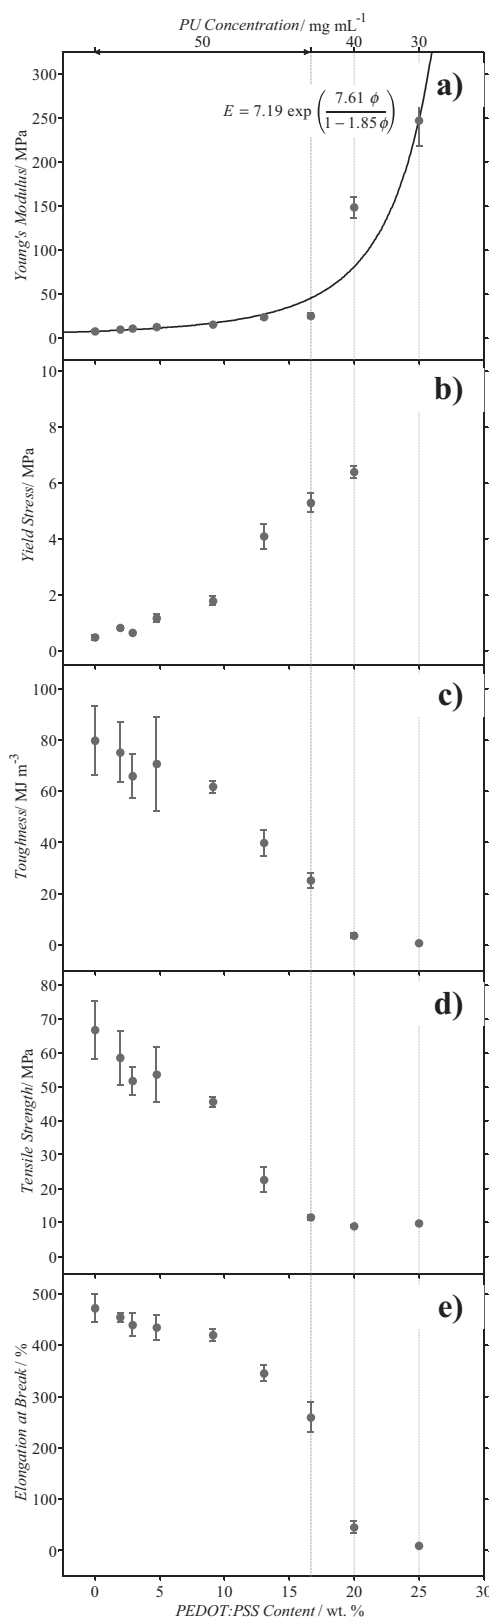 PU Concentration/ mg mL⁻¹
50 40 30
a)
E = 7.19 exp ( 7.61 ϕ / 1 − 1.85 ϕ )
Young's Modulus/ MPa
300
250
200
150
100
50
0
b)
Yield Stress/ MPa
10
8
6
4
2
0
c)
Toughness/ MJ m⁻³
100
80
60
40
20
0
d)
Tensile Strength/ MPa
80
70
60
50
40
30
20
10
0
e)
Elongation at Break / %
500
400
300
200
100
0
0 5 10 15 20 25 30
PEDOT:PSS Content / wt. %